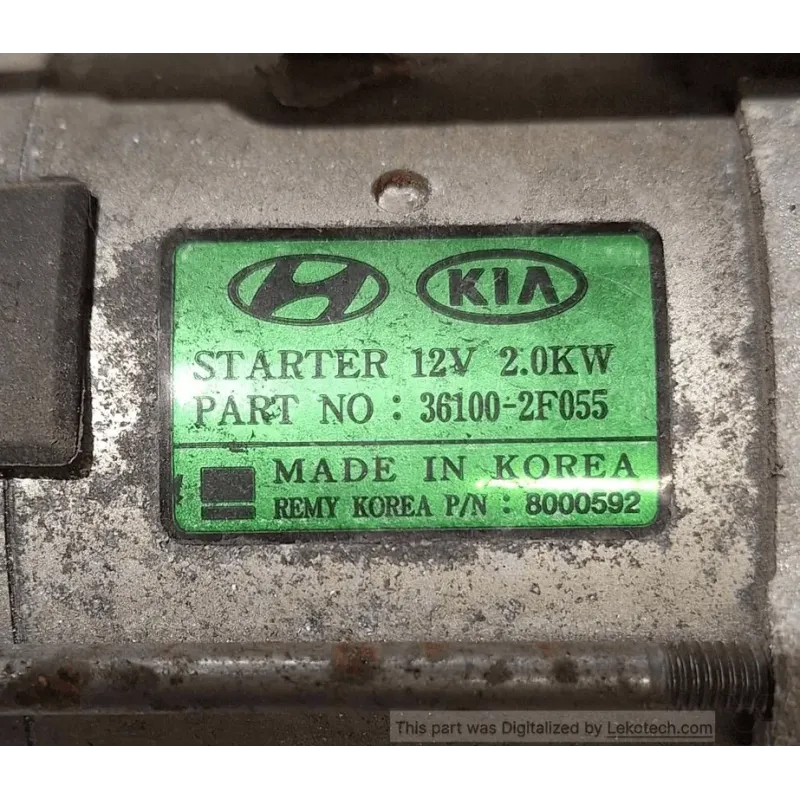 KIA
STARTER 12V 2.0KW
PART NO : 36100-2F055
MADE IN KOREA
REMY KOREA P/N : 8000592
This part was Digitalized by Lekotech.com